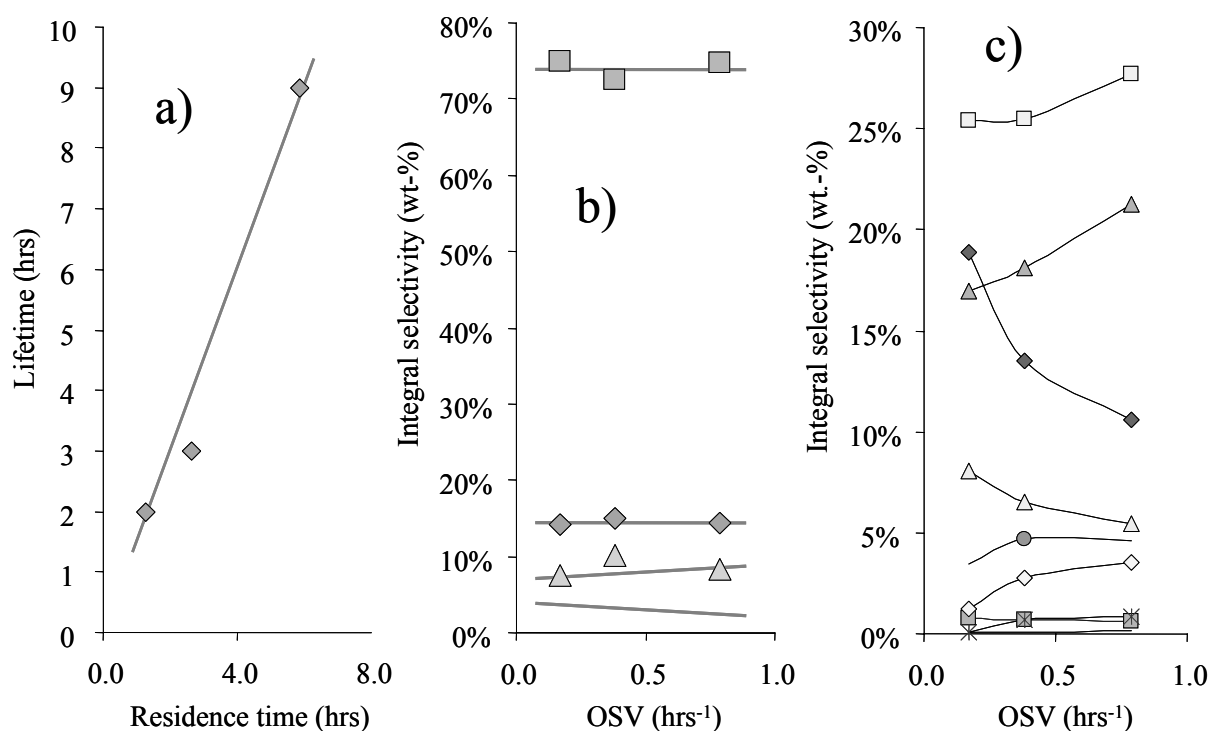 a)
Lifetime (hrs)
10
9
8
7
6
5
4
3
2
1
0
0.0 4.0 8.0
Residence time (hrs)
b)
Integral selectivity (wt-%)
80%
70%
60%
50%
40%
30%
20%
10%
0%
0.0 0.5 1.0
OSV (hrs-1)
c)
Integral selectivity (wt.-%)
30%
25%
20%
15%
10%
5%
0%
0.0 0.5 1.0
OSV (hrs-1)